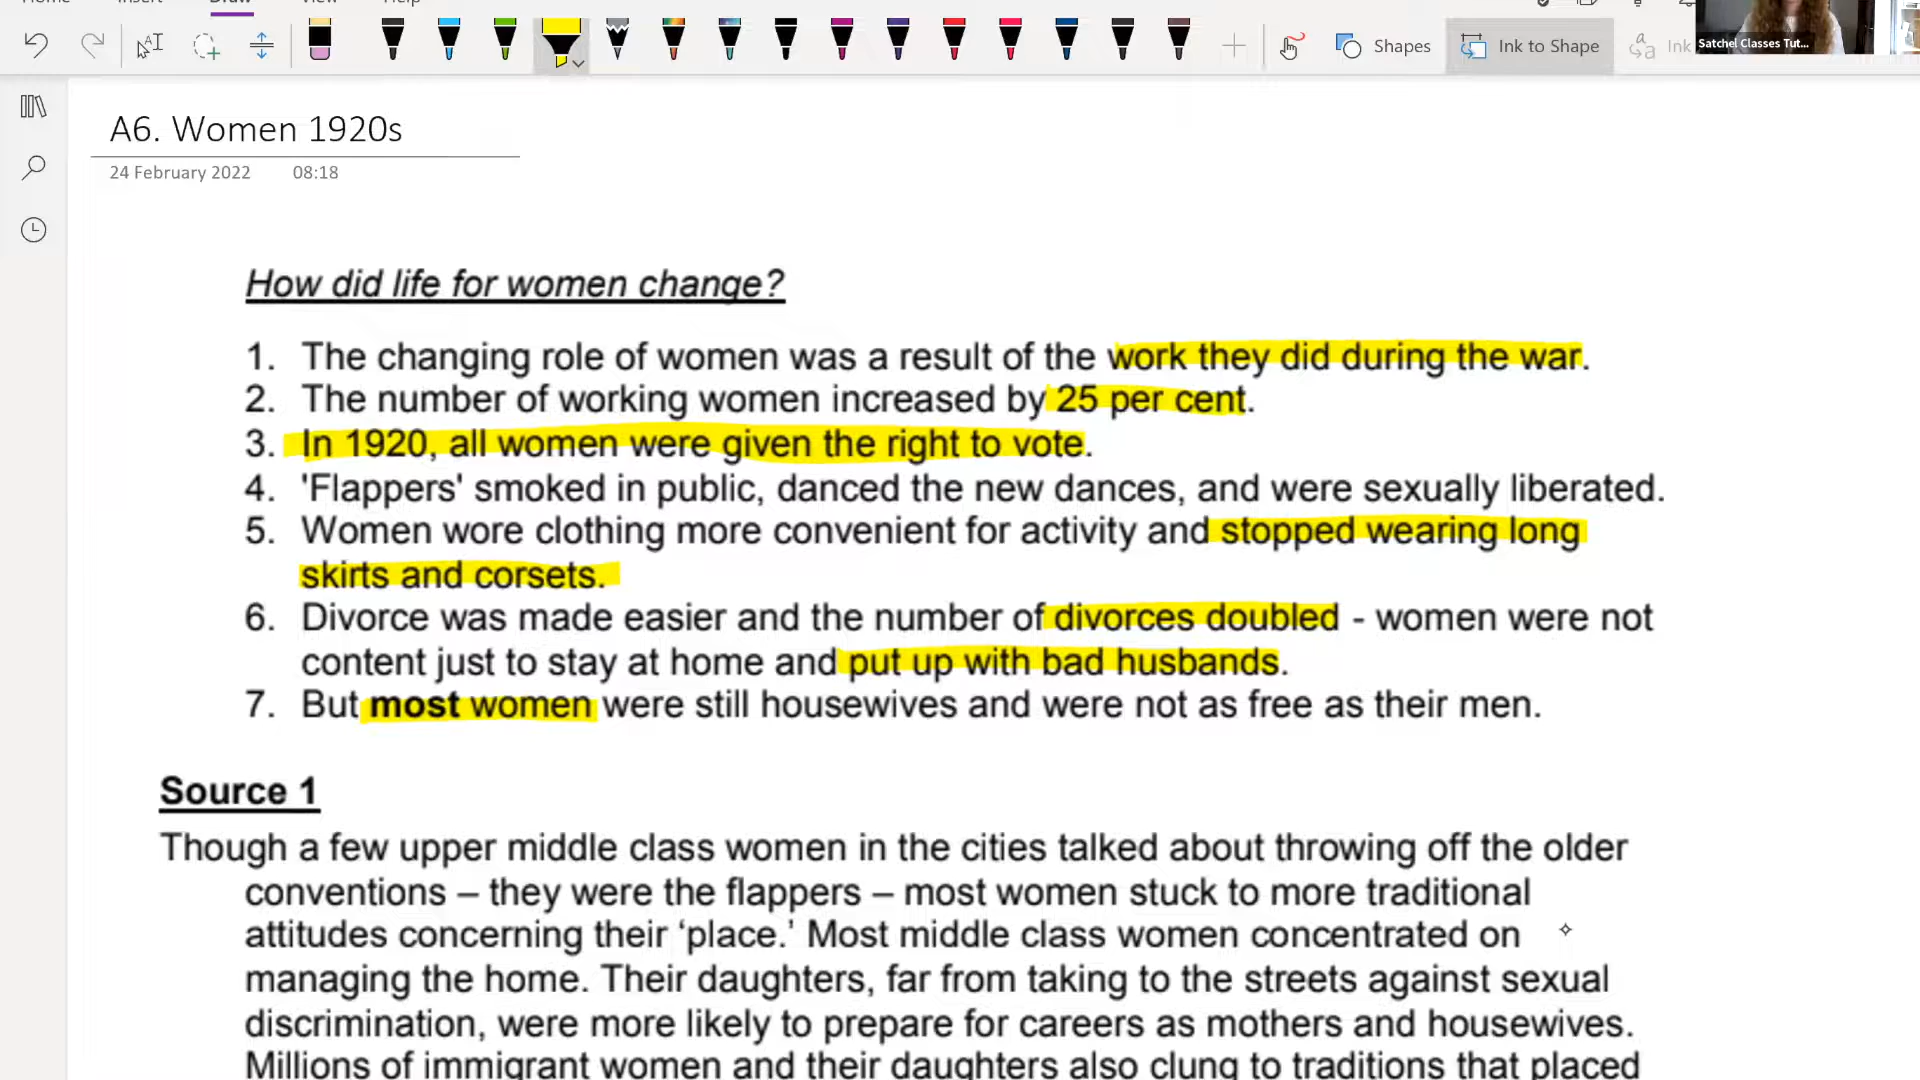 Home Insert Draw View Help
Shapes Ink to Shape Ink
Satchel Classes Tut...
A6. Women 1920s
24 February 2022 08:18
How did life for women change?
1. The changing role of women was a result of the work they did during the war.
2. The number of working women increased by 25 per cent.
3. In 1920, all women were given the right to vote.
4. 'Flappers' smoked in public, danced the new dances, and were sexually liberated.
5. Women wore clothing more convenient for activity and stopped wearing long
skirts and corsets.
6. Divorce was made easier and the number of divorces doubled - women were not
content just to stay at home and put up with bad husbands.
7. But most women were still housewives and were not as free as their men.
Source 1
Though a few upper middle class women in the cities talked about throwing off the older
conventions – they were the flappers – most women stuck to more traditional
attitudes concerning their ‘place.’ Most middle class women concentrated on
managing the home. Their daughters, far from taking to the streets against sexual
discrimination, were more likely to prepare for careers as mothers and housewives.
Millions of immigrant women and their daughters also clung to traditions that placed